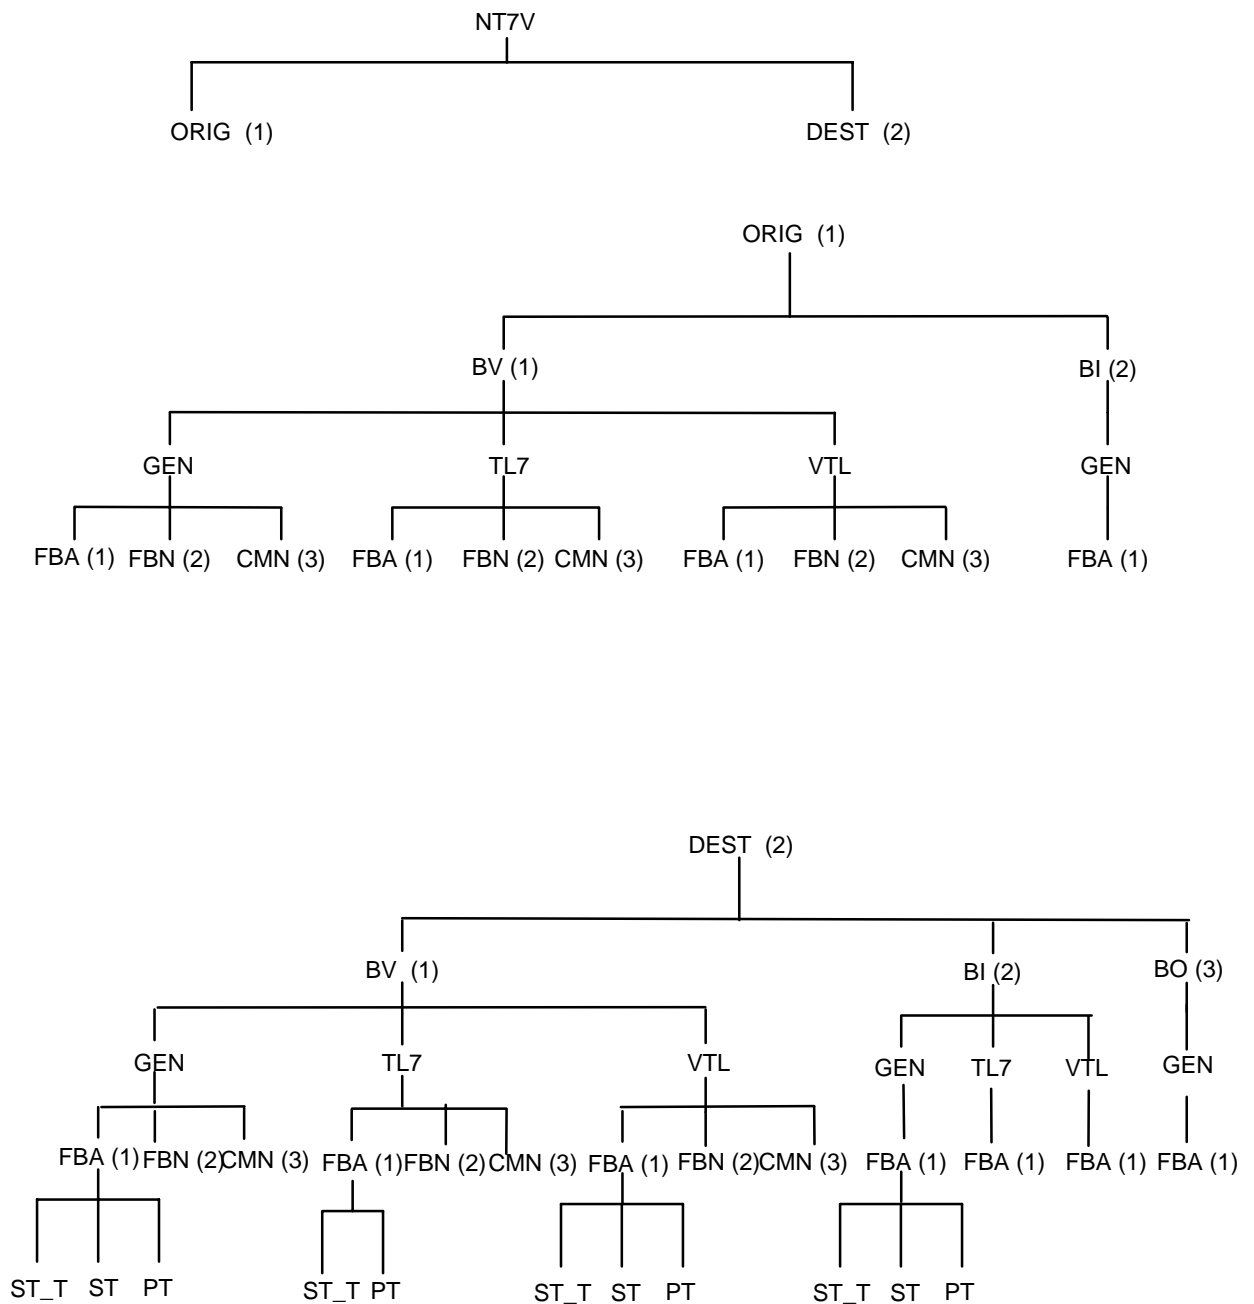 NT7V
ORIG (1) DEST (2)
ORIG (1)
BV (1) BI (2)
GEN TL7 VTL GEN
FBA (1) FBN (2) CMN (3) FBA (1) FBN (2) CMN (3) FBA (1) FBN (2) CMN (3) FBA (1)
DEST (2)
BV (1) BI (2) BO (3)
GEN TL7 VTL GEN TL7 VTL GEN
FBA (1) FBN (2) CMN (3) FBA (1) FBN (2) CMN (3) FBA (1) FBN (2) CMN (3) FBA (1) FBA (1) FBA (1) FBA (1)
ST_T ST PT ST_T PT ST_T ST PT ST_T ST PT